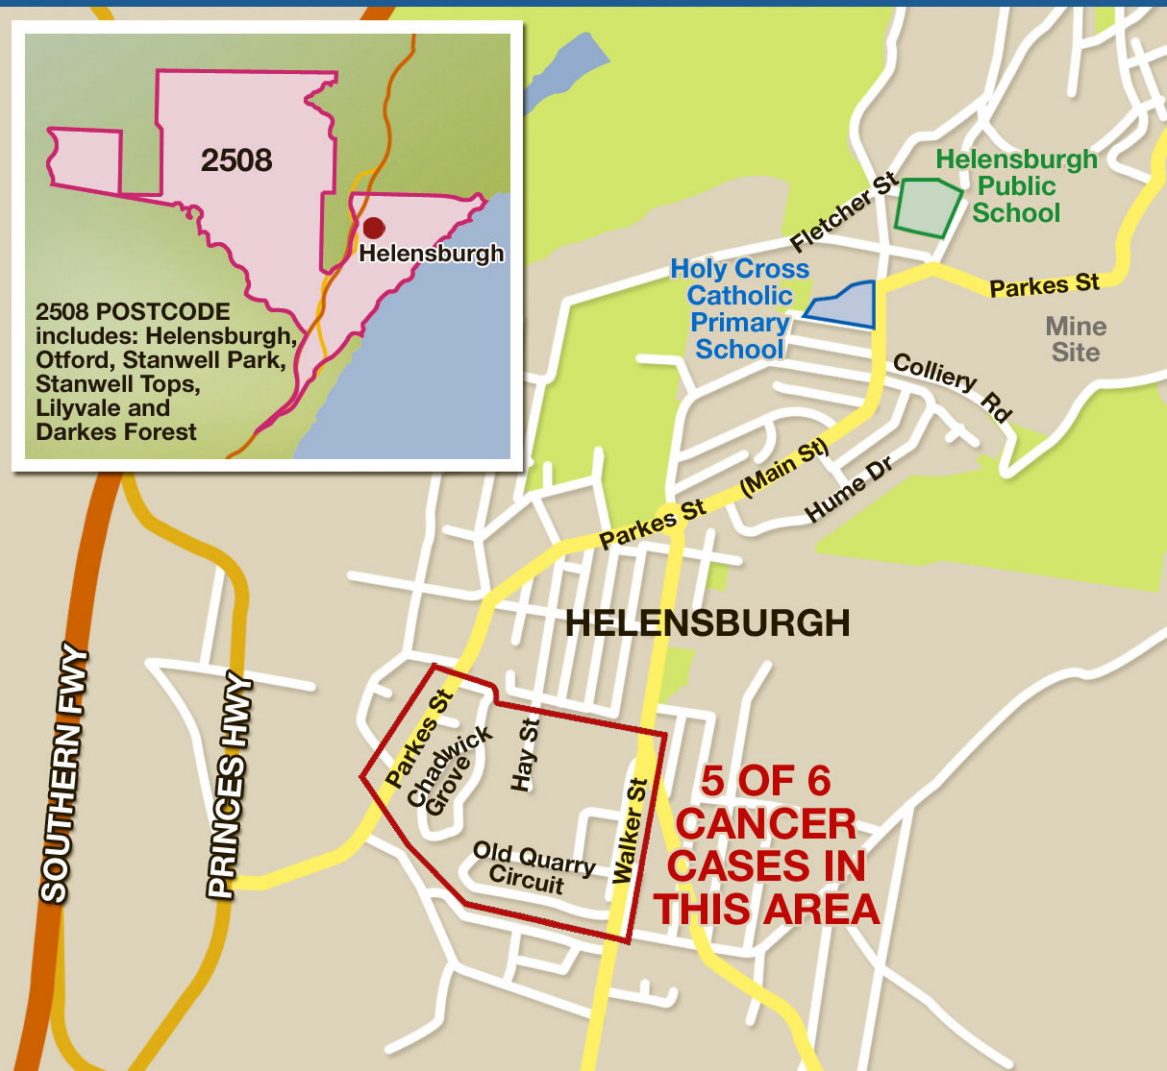 2508
Helensburgh
2508 POSTCODE
includes: Helensburgh,
Otford, Stanwell Park,
Stanwell Tops,
Lilyvale and
Darkes Forest
Helensburgh
Public
School
Fletcher St
Holy Cross
Catholic
Primary
School
Parkes St
Mine
Site
Colliery Rd
(Main St)
Hume Dr
Parkes St
HELENSBURGH
SOUTHERN FWY
PRINCES HWY
Parkes St
Chadwick
Grove
Hay St
Old Quarry
Circuit
Walker St
5 OF 6
CANCER
CASES IN
THIS AREA